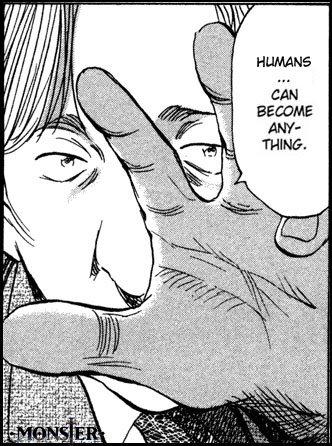 HUMANS
...
CAN
BECOME
ANY-
THING.
-MONSTER-